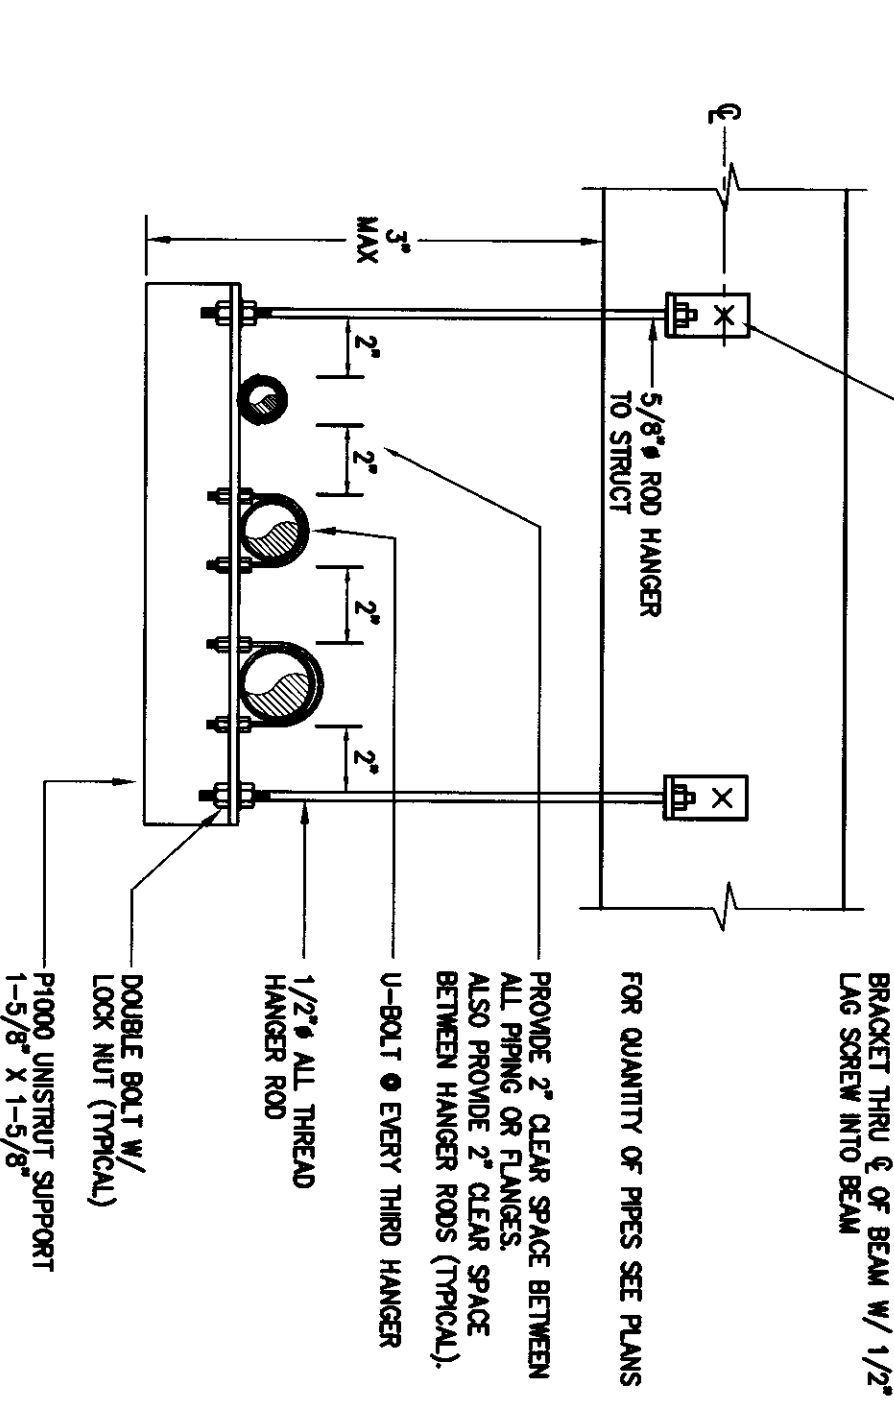 BRACKET THRU ℄ OF BEAM W/ 1/2"
LAG SCREW INTO BEAM
FOR QUANTITY OF PIPES SEE PLANS
PROVIDE 2" CLEAR SPACE BETWEEN
ALL PIPING OR FLANGES.
ALSO PROVIDE 2" CLEAR SPACE
BETWEEN HANGER RODS (TYPICAL).
U-BOLT @ EVERY THIRD HANGER
1/2"ø ALL THREAD
HANGER ROD
DOUBLE BOLT W/
LOCK NUT (TYPICAL)
P1000 UNISTRUT SUPPORT
1-5/8" X 1-5/8"
℄
5/8"ø ROD HANGER
TO STRUCT
3"
MAX
2"
2"
2"
2"